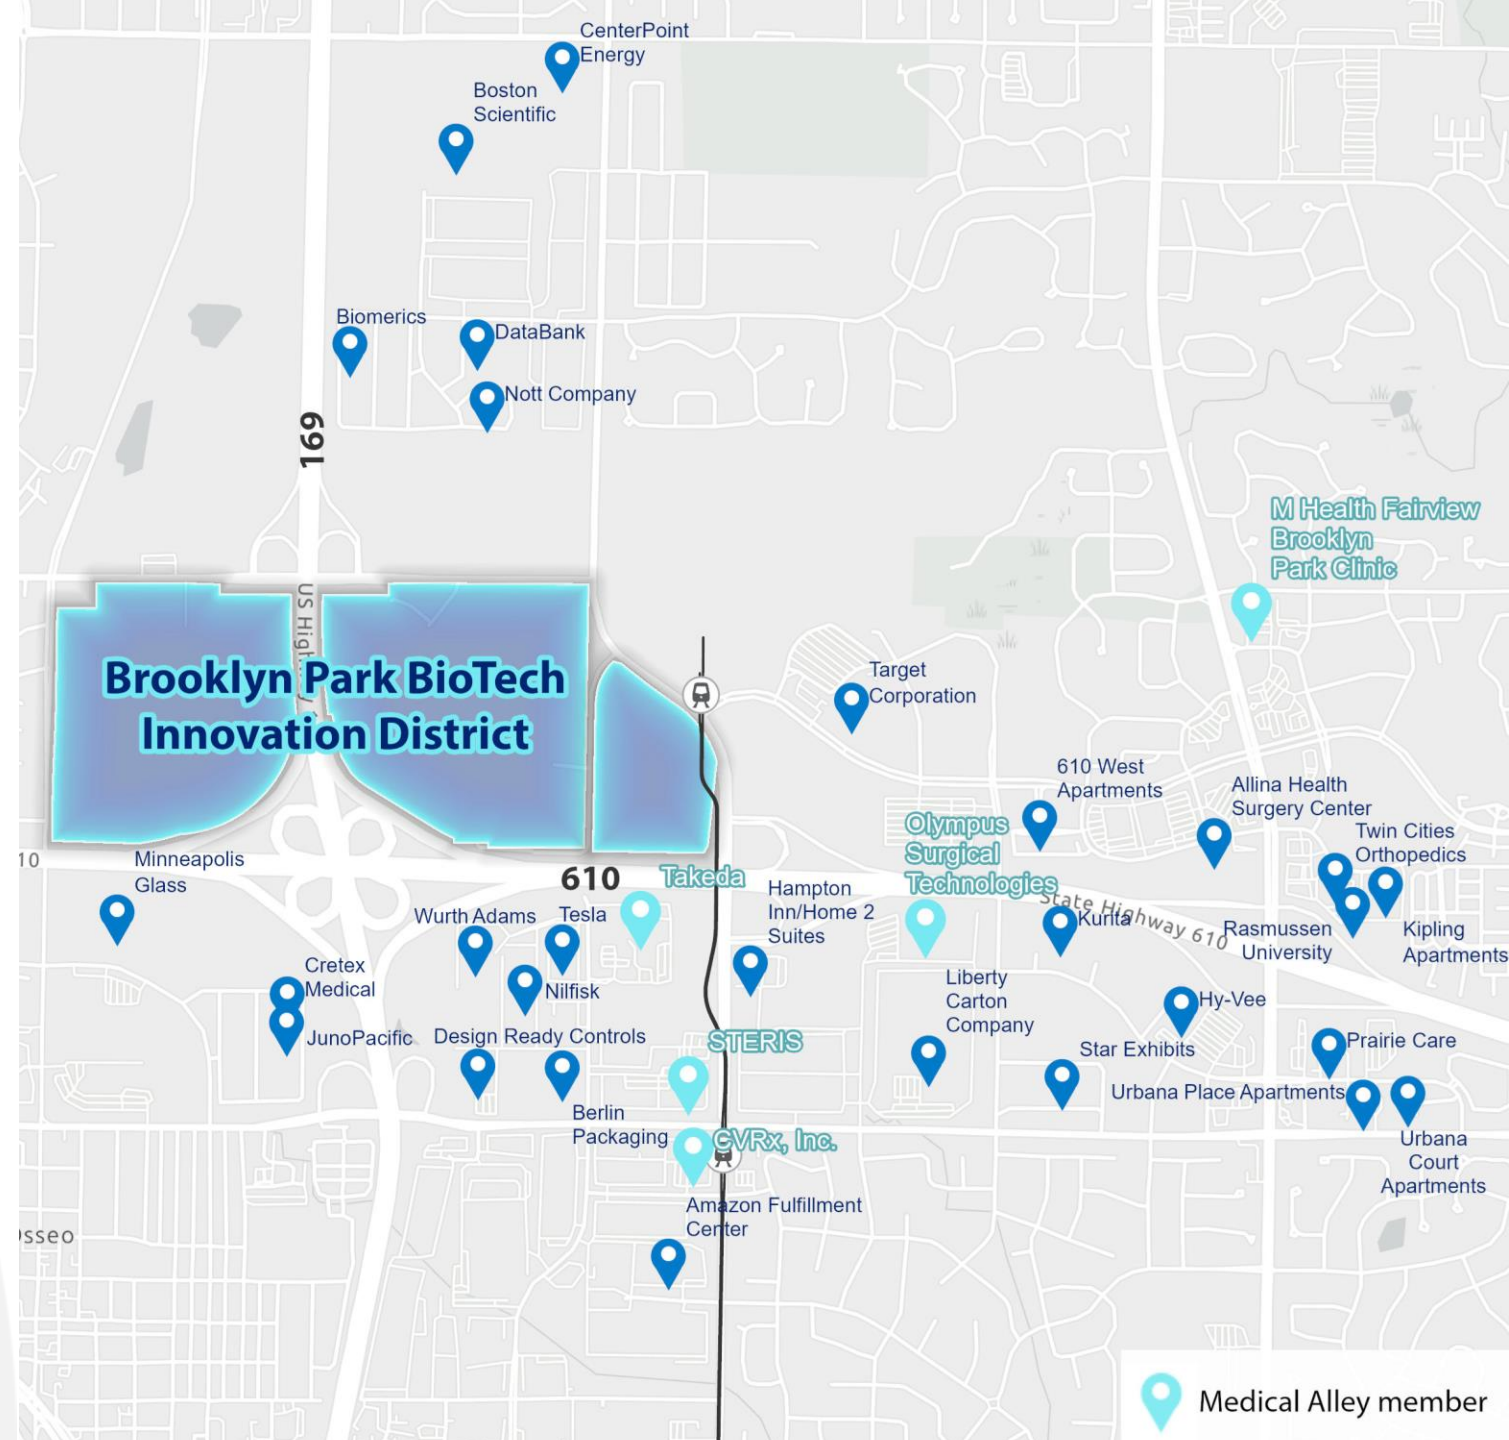 CenterPoint
Energy
Boston
Scientific
Biomerics
DataBank
Nott Company
169
M Health Fairview
Brooklyn
Park Clinic
US High
Brooklyn Park BioTech
Innovation District
Target
Corporation
610 West
Apartments
Allina Health
Surgery Center
Olympus
Surgical
Technologies
Twin Cities
Orthopedics
10
Minneapolis
Glass
610
Takeda
Hampton
Inn/Home 2
Suites
State Highway 610
Wurth Adams
Tesla
Kurita
Rasmussen
University
Kipling
Apartments
Cretex
Medical
Nilfisk
Liberty
Carton
Company
Hy-Vee
JunoPacific
Design Ready Controls
STERIS
Star Exhibits
Prairie Care
Urbana Place Apartments
Berlin
Packaging
CVRx, Inc.
Urbana
Court
Apartments
Amazon Fulfillment
Center
sseo
Medical Alley member